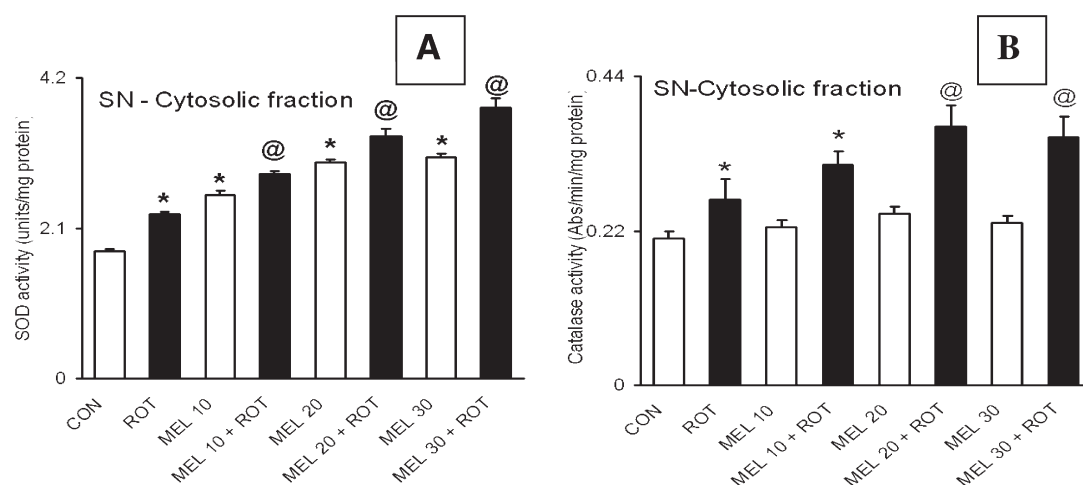 A
4.2
SN - Cytosolic fraction
@
@
@
*
*
*
*
2.1
0
SOD activity (units/mg protein)
CON
ROT
MEL 10
MEL 10 + ROT
MEL 20
MEL 20 + ROT
MEL 30
MEL 30 + ROT
B
0.44
SN-Cytosolic fraction
@
@
*
*
0.22
0
Catalase activity (Abs/min/mg protein)
CON
ROT
MEL 10
MEL 10 + ROT
MEL 20
MEL 20 + ROT
MEL 30
MEL 30 + ROT